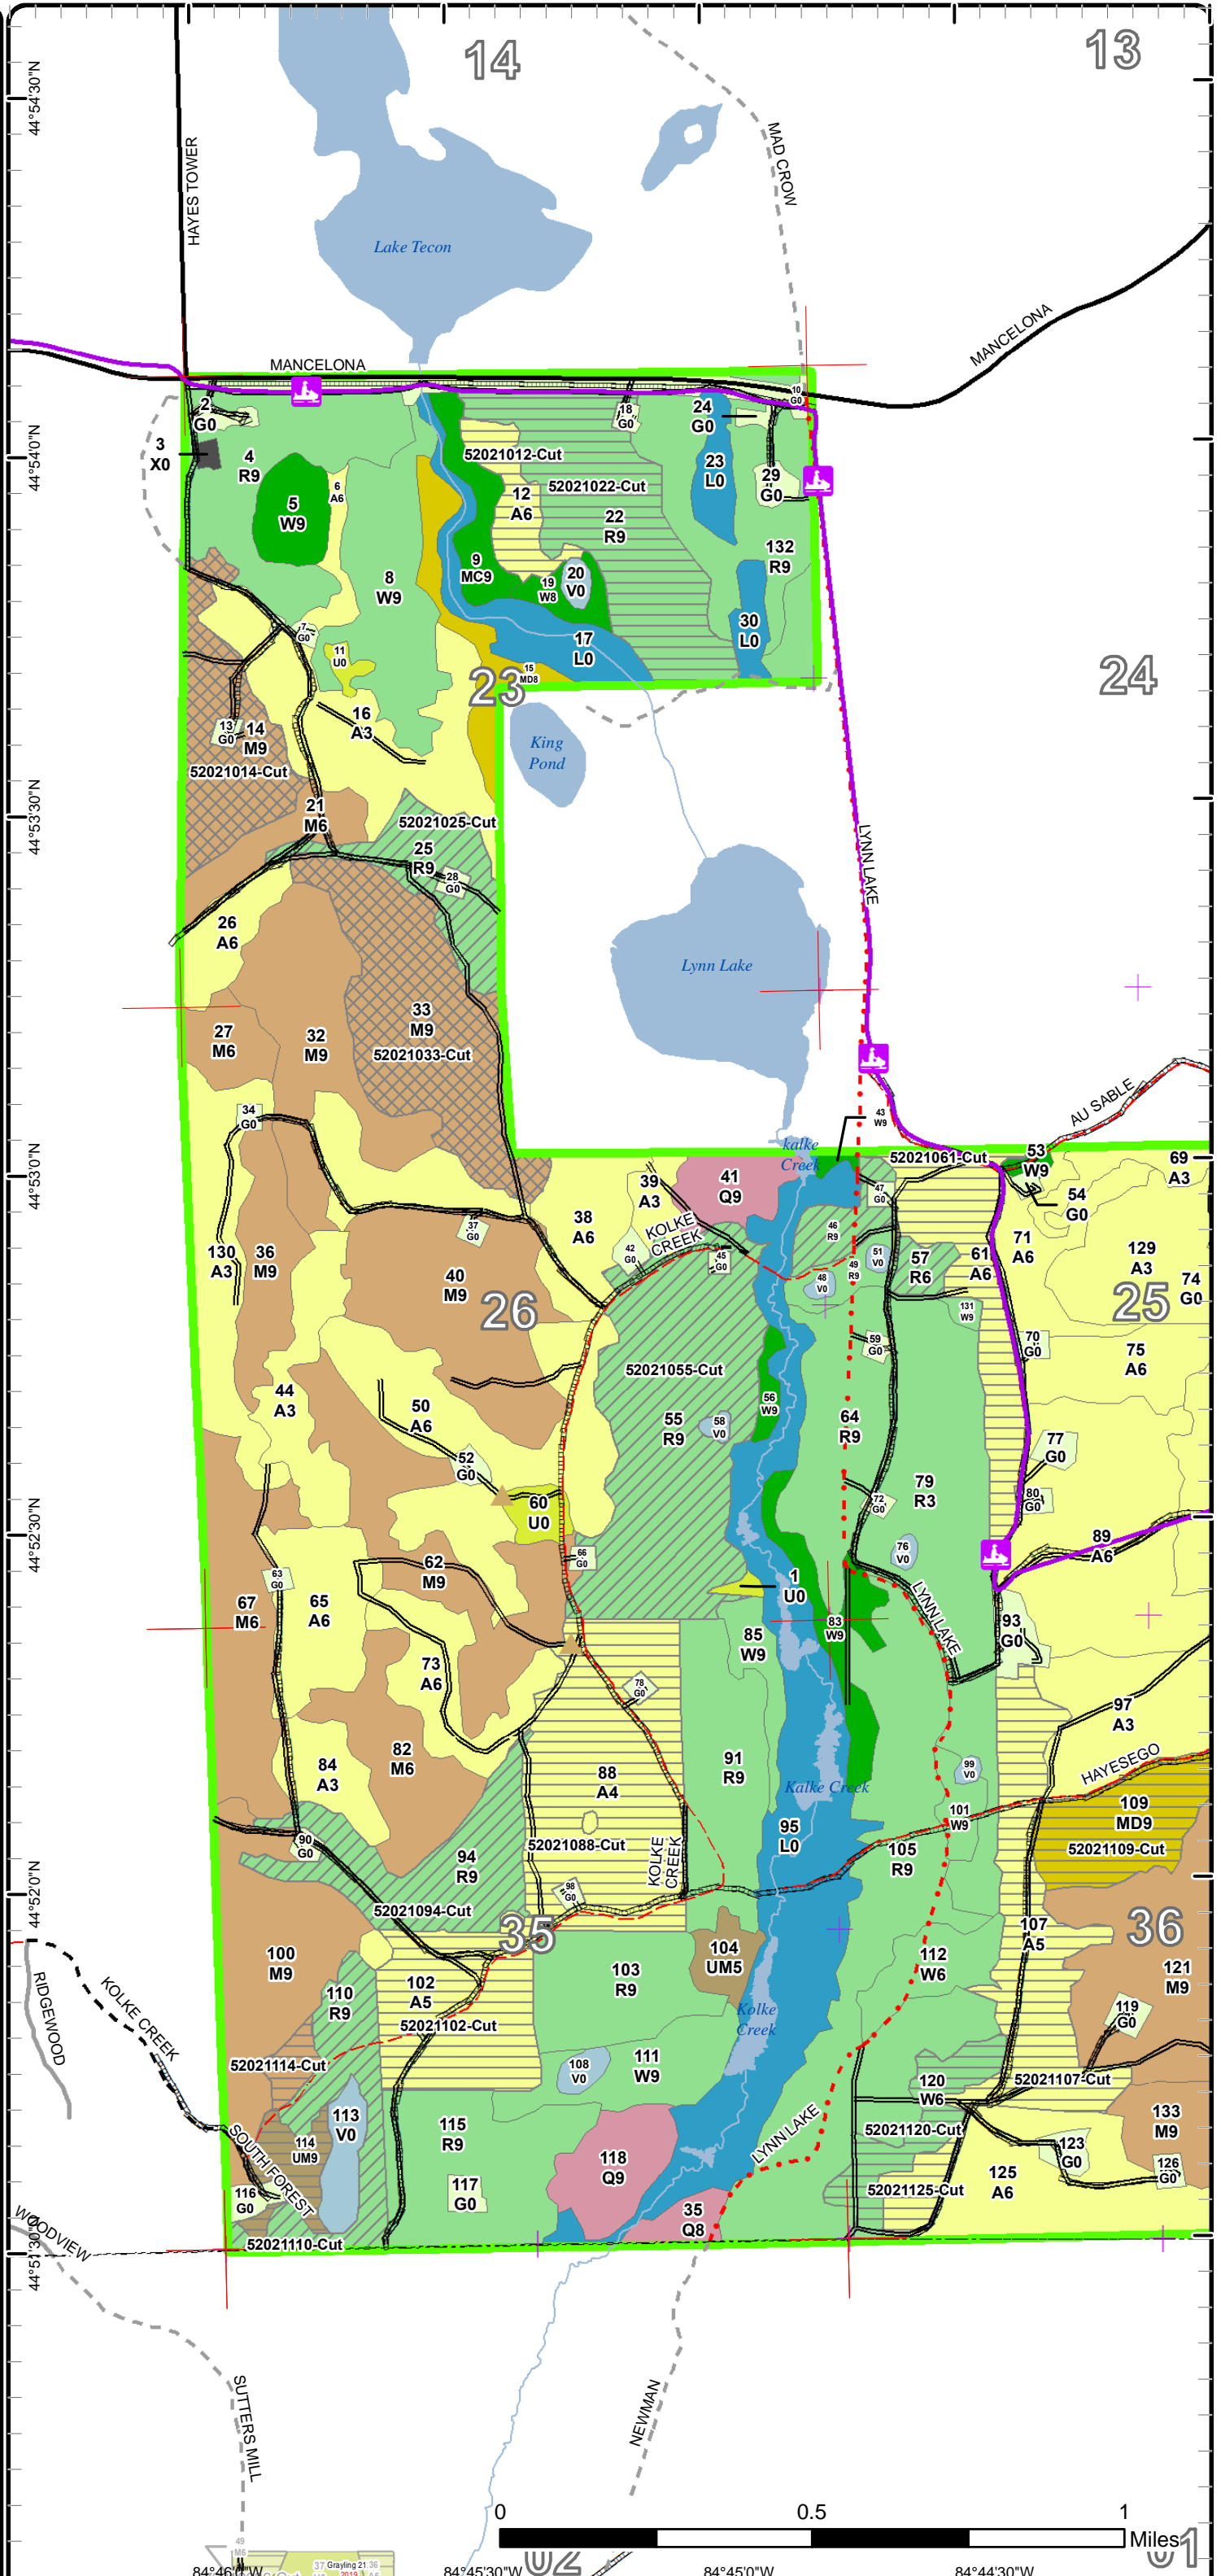 14
13
44°54'30"N
HAYES TOWER
MAD CROW
Lake Tecon
MANCELONA
MANCELONA
10
G0
2
G0
18
G0
24
G0
3
X0
44°54'0"N
4
R9
52021012-Cut
23
L0
6
A6
52021022-Cut
29
G0
5
W9
12
A6
22
R9
132
R9
9
MC9
8
W9
19
W8
20
V0
7
G0
30
L0
11
U0
17
L0
15
MD8
23
24
16
A3
13
G0
14
M9
King
Pond
52021014-Cut
21
M6
44°53'30"N
52021025-Cut
25
R9
LYNN LAKE
28
G0
26
A6
Lynn Lake
33
M9
27
M6
32
M9
52021033-Cut
34
G0
43
W9
AU SABLE
kalke
Creek
52021061-Cut
53
W9
69
A3
44°53'0"N
39
A3
41
Q9
47
G0
54
G0
37
G0
38
A6
KOLKE
CREEK
46
R9
71
A6
130
A3
36
M9
42
G0
45
G0
51
V0
57
R6
61
A6
129
A3
40
M9
49
R9
48
V0
74
G0
26
25
131
W9
59
G0
70
G0
75
A6
52021055-Cut
44
A3
56
W9
50
A6
55
R9
58
V0
64
R9
77
G0
52
G0
79
R3
80
G0
60
U0
72
G0
44°52'30"N
66
G0
76
V0
89
A6
62
M9
63
G0
1
U0
67
M6
65
A6
LYNN LAKE
83
W9
93
G0
85
W9
73
A6
78
G0
97
A3
82
M6
84
A3
88
A4
91
R9
99
V0
HAYESEGO
Kalke Creek
109
MD9
101
W9
95
L0
90
G0
52021088-Cut
KOLKE
CREEK
105
R9
52021109-Cut
94
R9
44°52'0"N
98
G0
52021094-Cut
35
107
A5
36
100
M9
104
UM5
103
R9
112
W6
121
M9
102
A5
110
R9
RIDGEWOOD
KOLKE CREEK
119
G0
52021102-Cut
Kolke
Creek
52021114-Cut
108
V0
111
W9
52021107-Cut
120
W6
113
V0
115
R9
LYNN LAKE
133
M9
52021120-Cut
114
UM9
SOUTH FOREST
123
G0
118
Q9
126
G0
117
G0
125
A6
116
G0
52021125-Cut
35
Q8
WOODVIEW
52021110-Cut
44°51'30"N
SUTTERS MILL
NEWMAN
0
0.5
1
Miles
01
02
49
M6
37
Grayling 21
36
2019
84°46'0"W
84°45'30"W
84°45'0"W
84°44'30"W